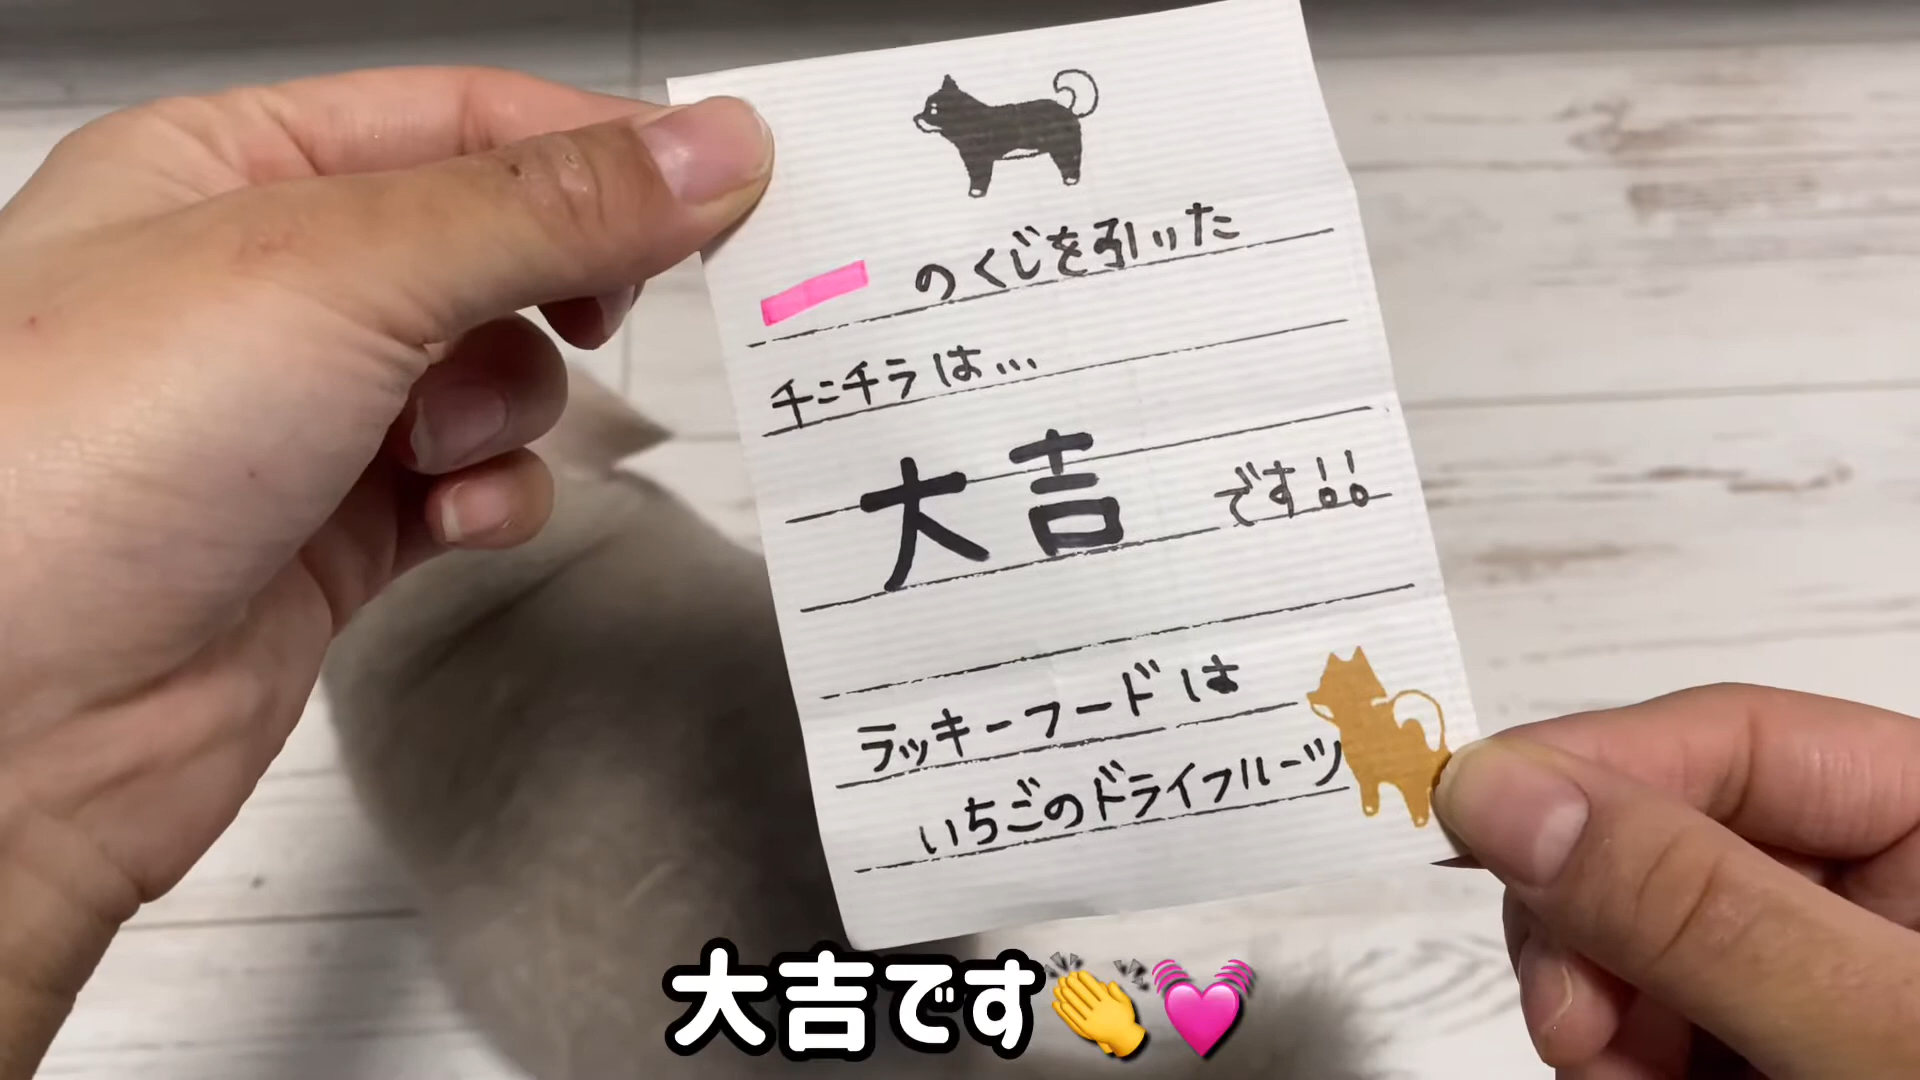 のくじを引いた
チンチラは...
大吉です!!
ラッキーフードは
いちごのドライフルーツ
大吉です👏💓